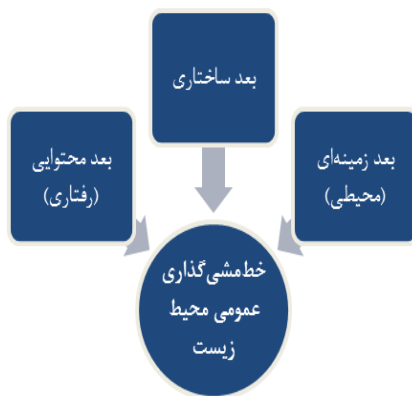 بعد ساختاری
بعد زمینه‌ای
(محیطی)
بعد محتوایی
(رفتاری)
خط‌مشی‌گذاری
عمومی محیط
زیست